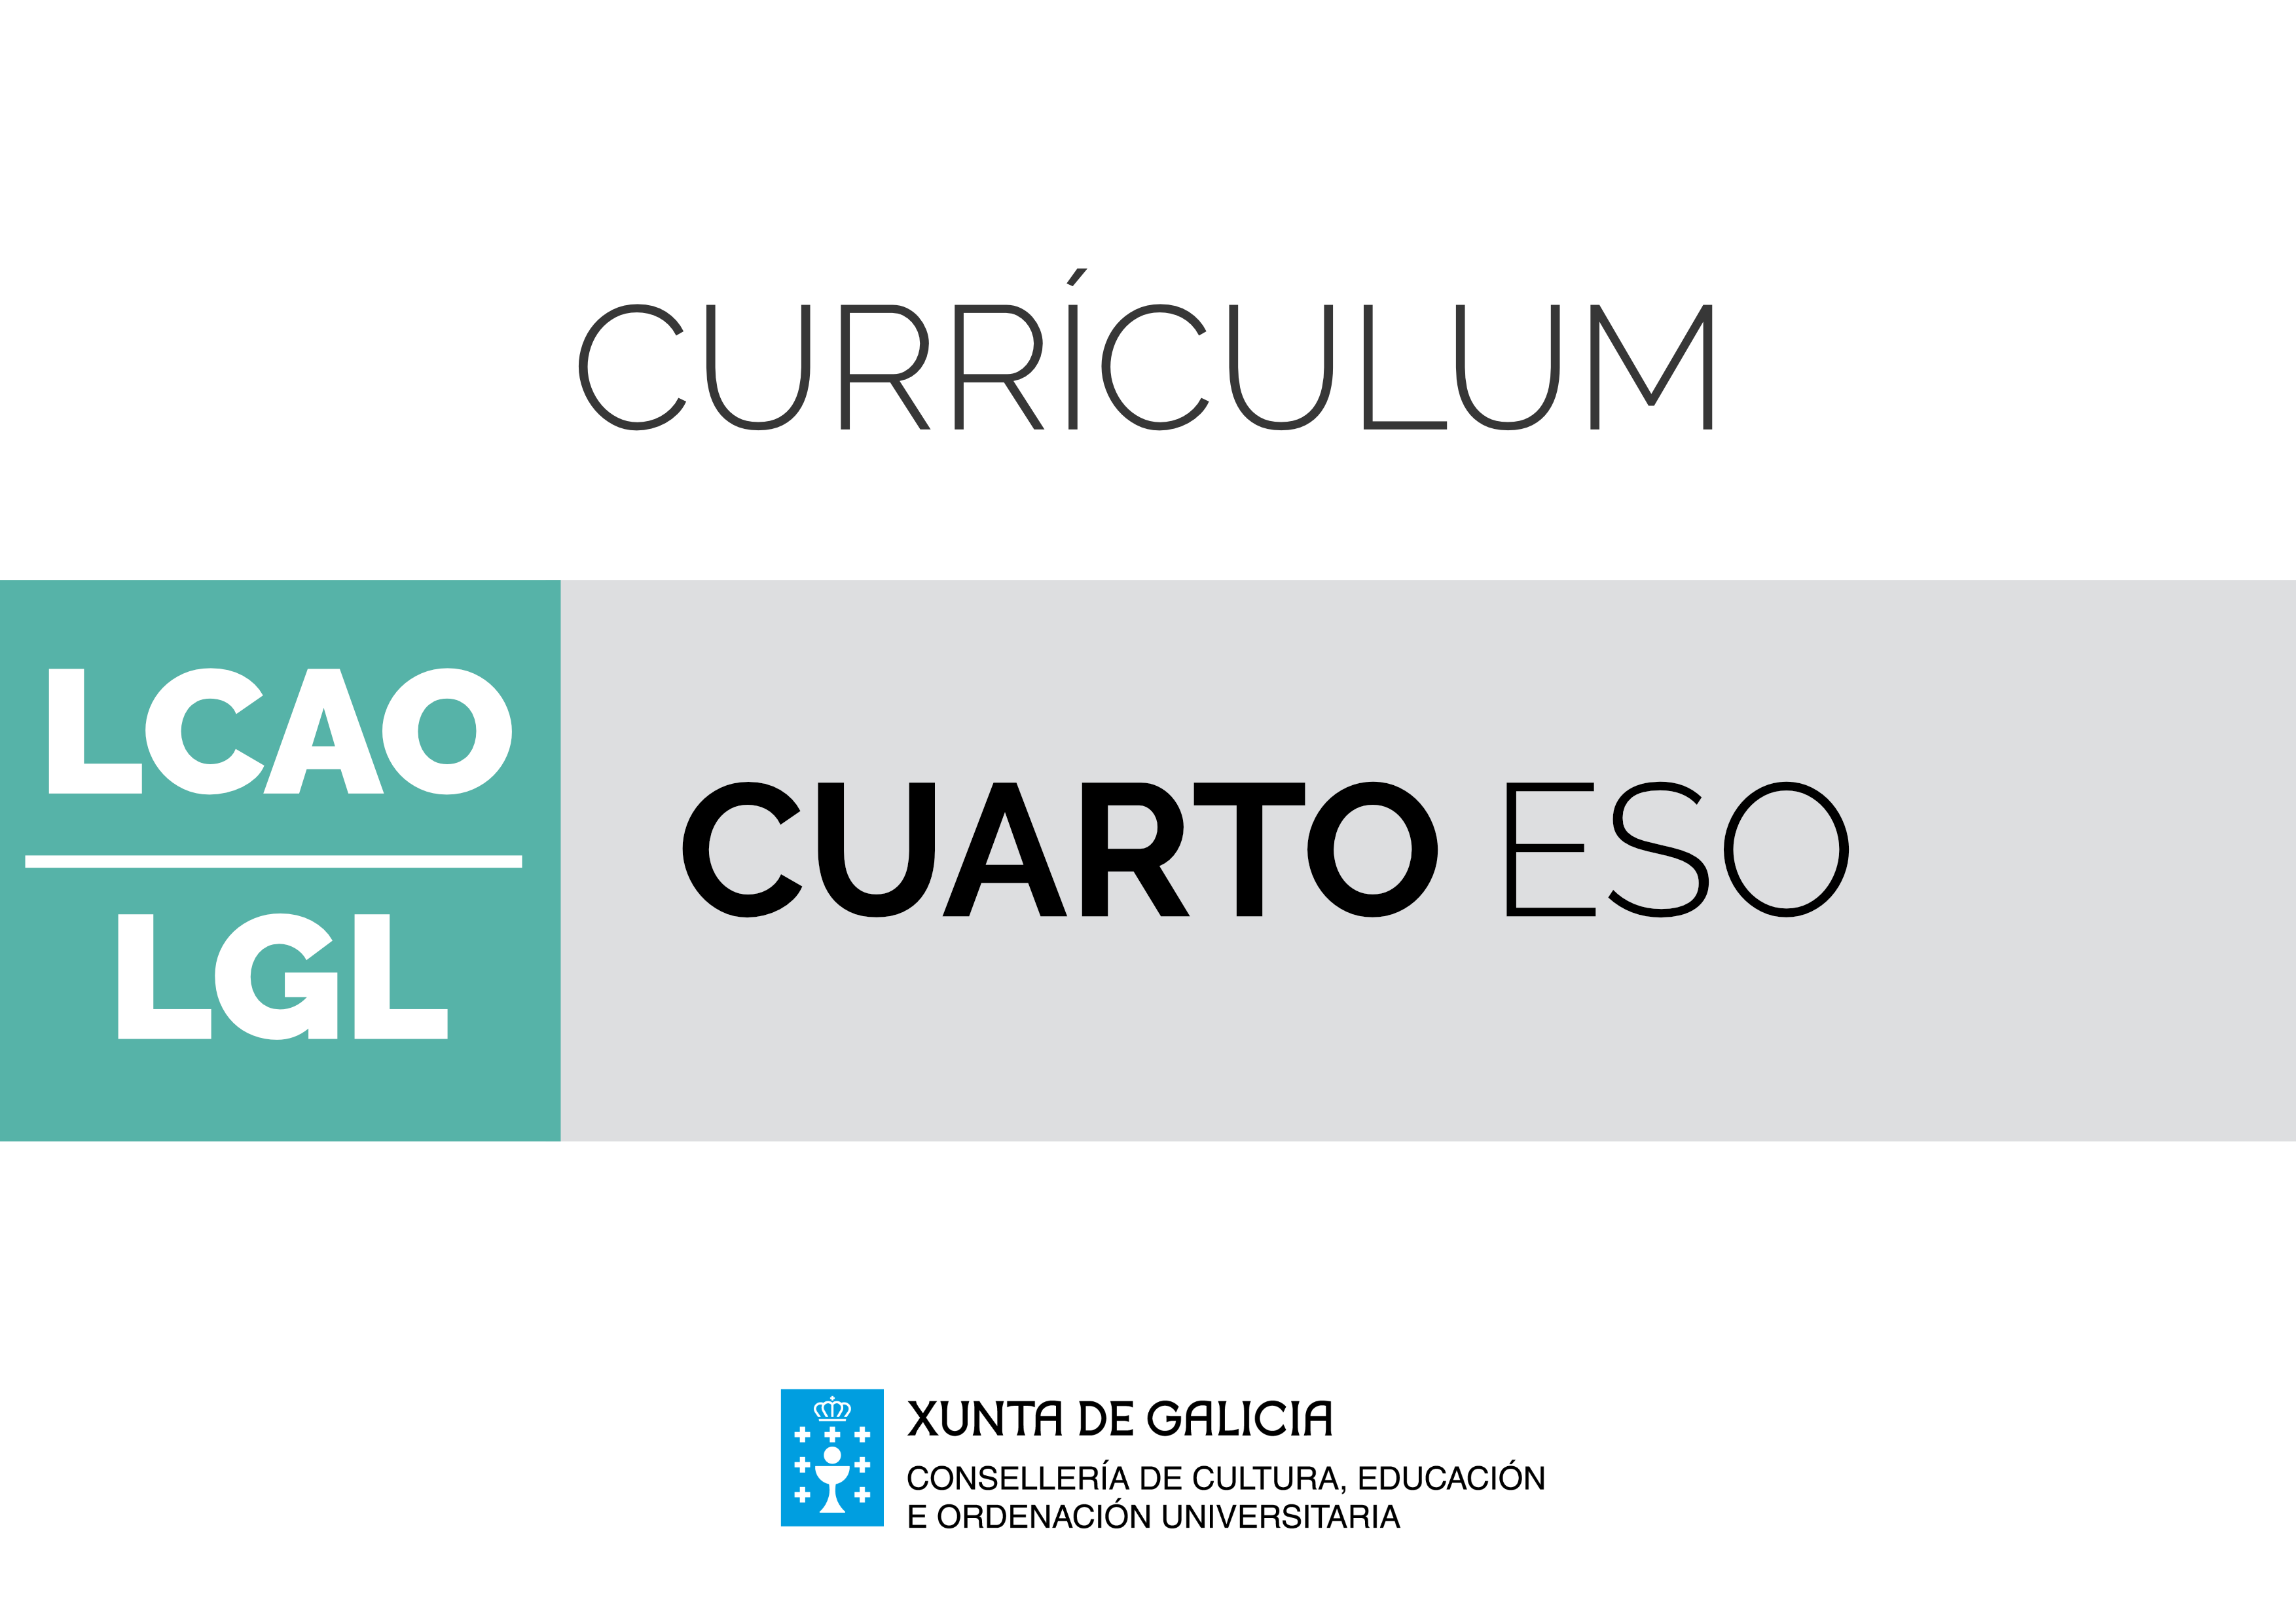 CURRÍCULUM
LCAO
LGL
CUARTO ESO
XUNTA DE GALICIA
CONSELLERÍA DE CULTURA, EDUCACIÓN
E ORDENACIÓN UNIVERSITARIA